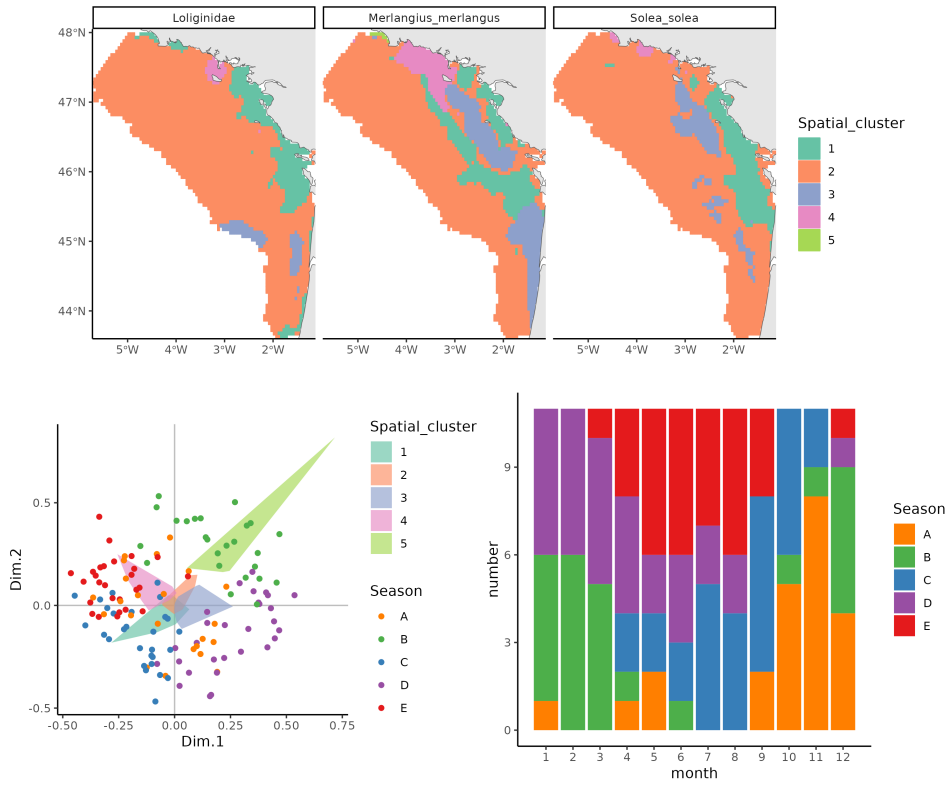 Loliginidae Merlangius_merlangus Solea_solea
48°N
47°N
46°N
45°N
44°N
5°W 4°W 3°W 2°W 5°W 4°W 3°W 2°W 5°W 4°W 3°W 2°W
Spatial_cluster
1
2
3
4
5
Dim.2
0.5
0.0
-0.5
-0.50 -0.25 0.00 0.25 0.50 0.75
Dim.1
Spatial_cluster
1
2
3
4
5
Season
A
B
C
D
E
number
9
6
3
0
1 2 3 4 5 6 7 8 9 10 11 12
month
Season
A
B
C
D
E